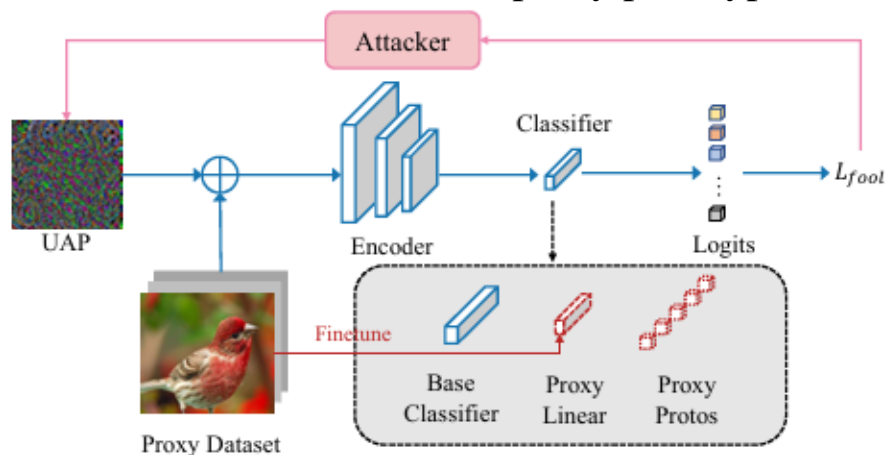 Attacker
Classifier
L_fool
UAP
Encoder
Logits
Finetune
Base
Classifier
Proxy
Linear
Proxy
Protos
Proxy Dataset